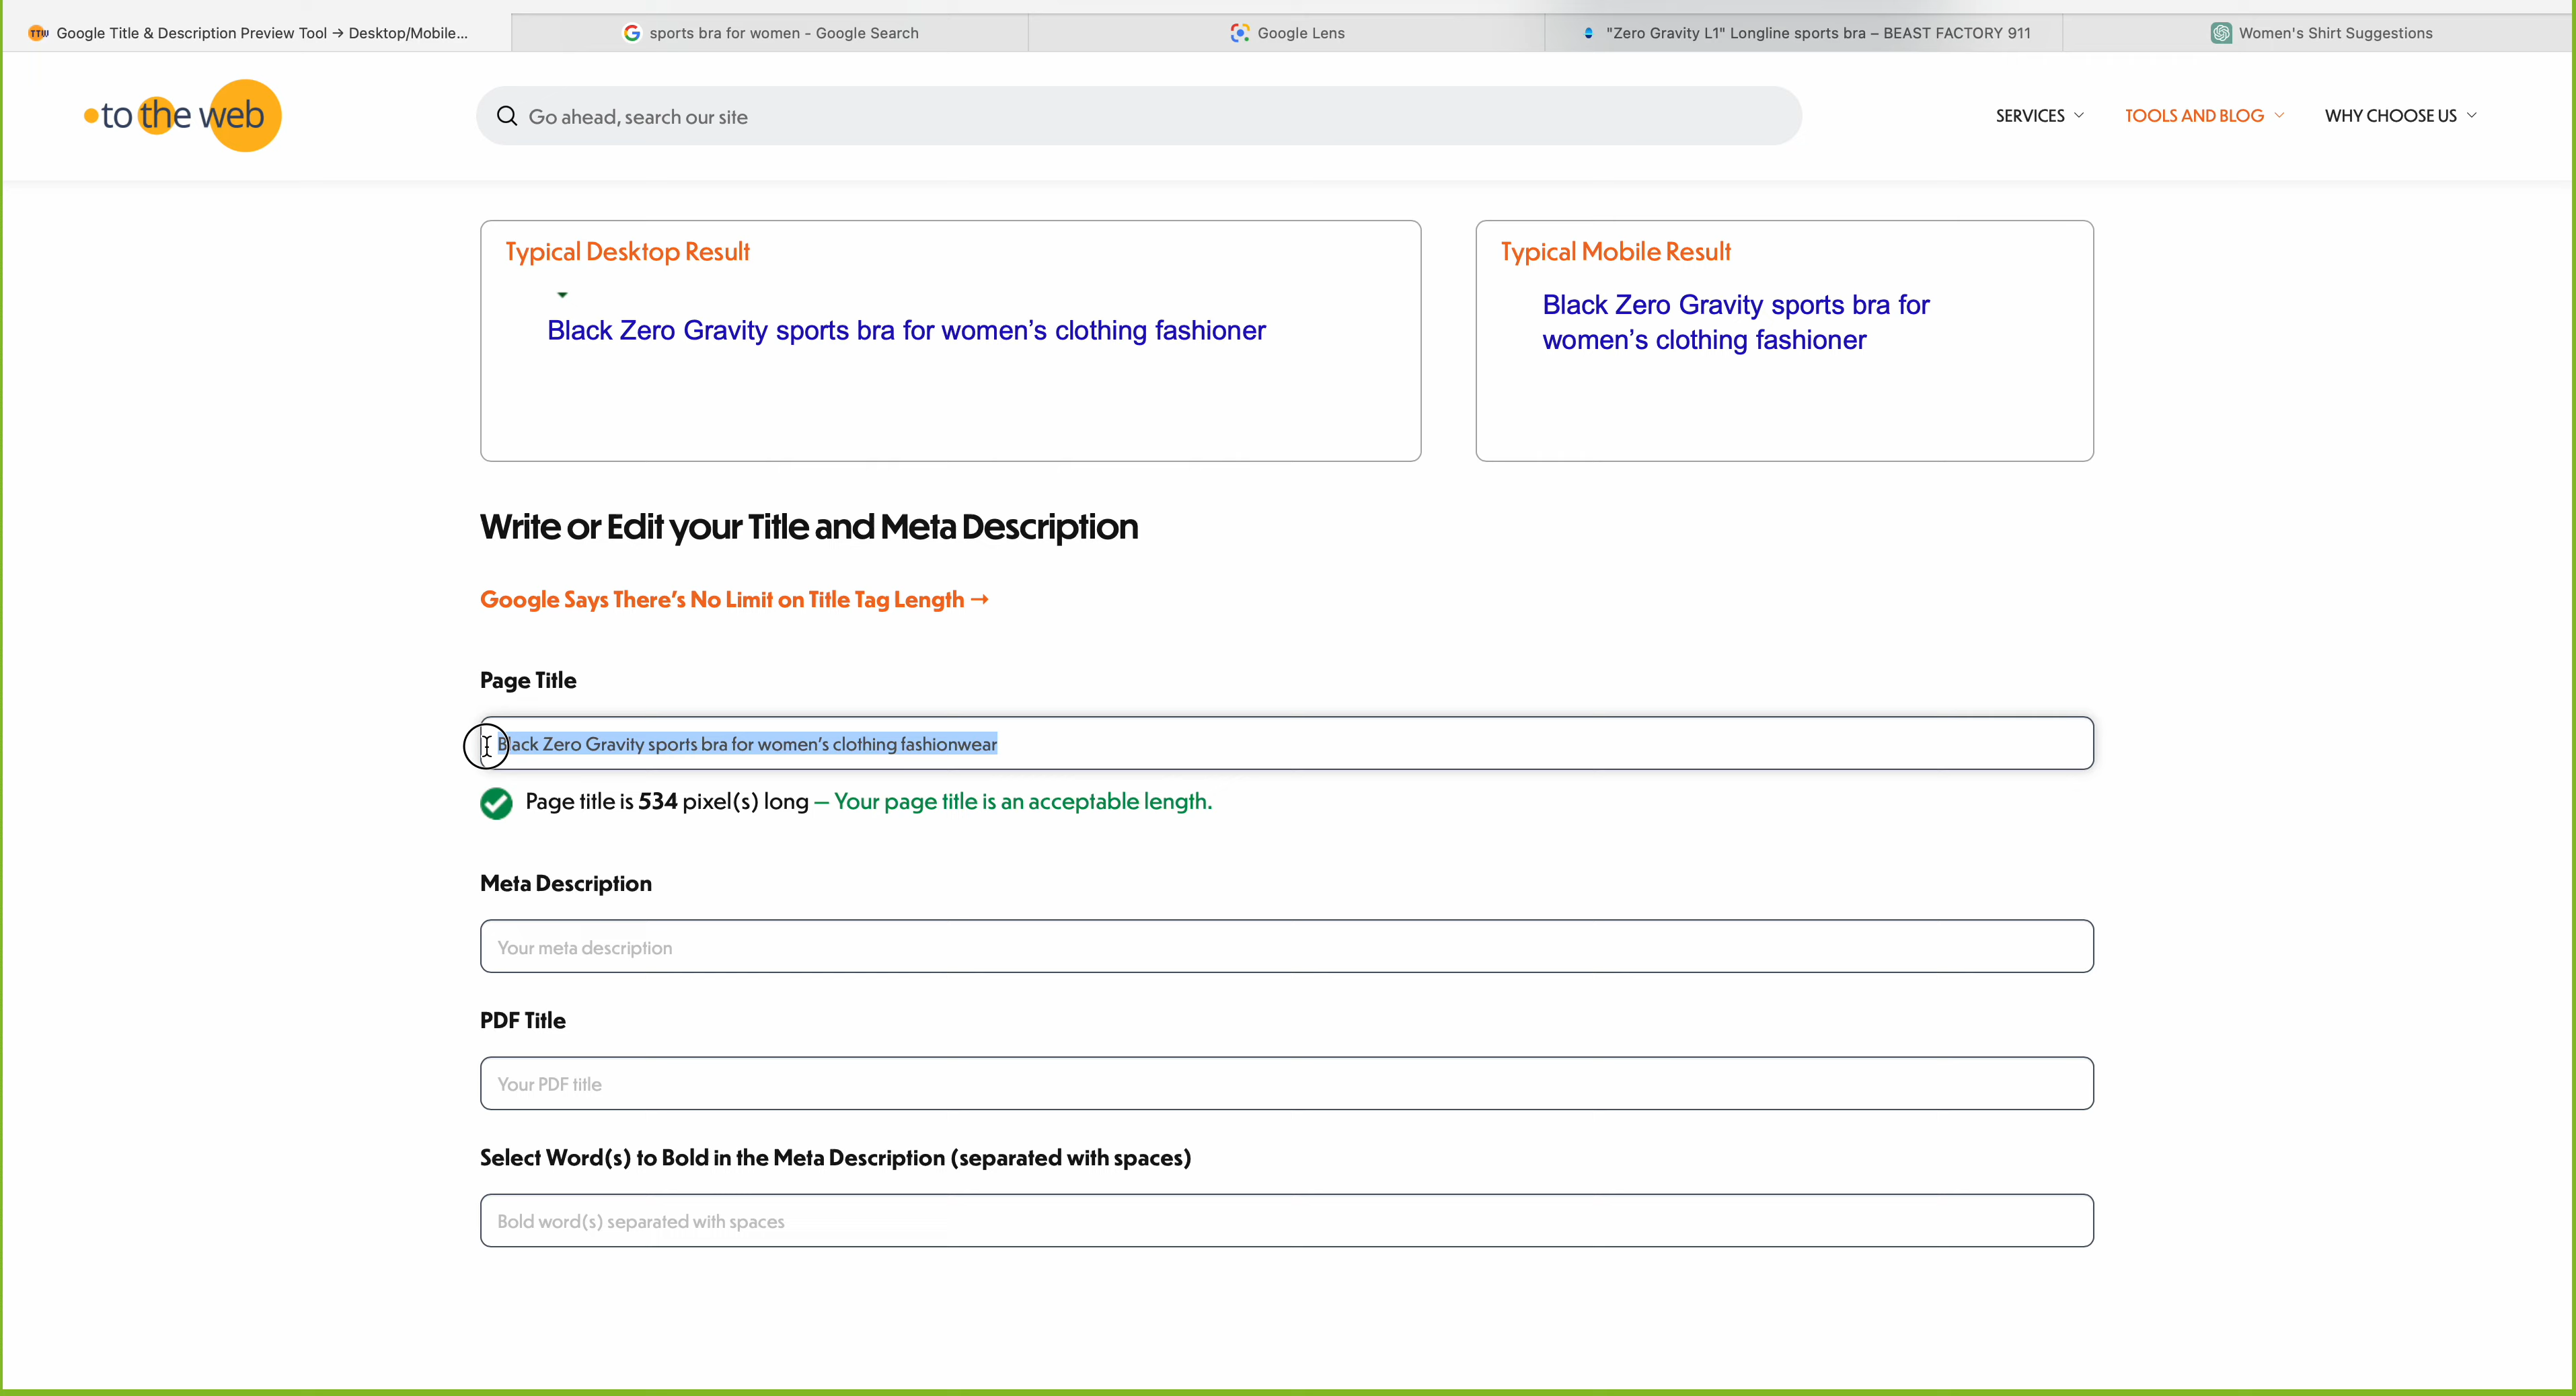 TTW Google Title & Description Preview Tool → Desktop/Mobile...
sports bra for women - Google Search
Google Lens
"Zero Gravity L1" Longline sports bra – BEAST FACTORY 911
Women's Shirt Suggestions
to the web
Go ahead, search our site
SERVICES
TOOLS AND BLOG
WHY CHOOSE US
Typical Desktop Result
Black Zero Gravity sports bra for women's clothing fashioner
Typical Mobile Result
Black Zero Gravity sports bra for
women's clothing fashioner
Write or Edit your Title and Meta Description
Google Says There's No Limit on Title Tag Length →
Page Title
Black Zero Gravity sports bra for women's clothing fashionwear
Page title is 534 pixel(s) long – Your page title is an acceptable length.
Meta Description
Your meta description
PDF Title
Your PDF title
Select Word(s) to Bold in the Meta Description (separated with spaces)
Bold word(s) separated with spaces